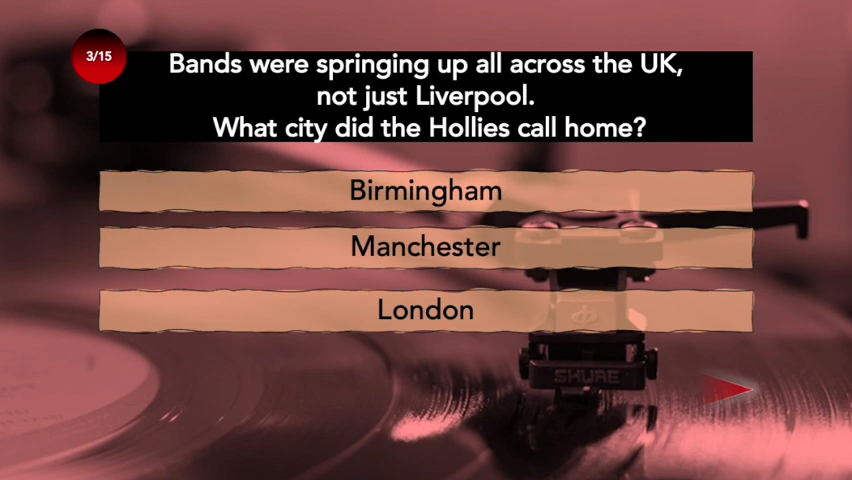 3/15
Bands were springing up all across the UK,
not just Liverpool.
What city did the Hollies call home?
Birmingham
Manchester
London
SHURE